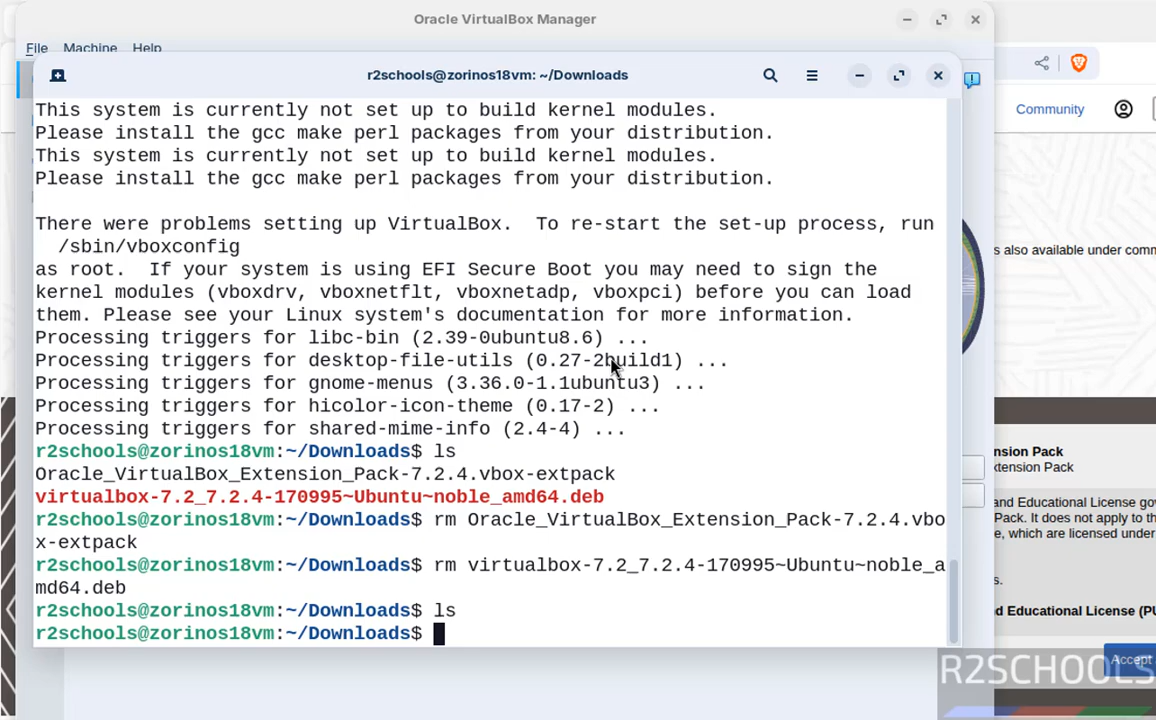 Oracle VirtualBox Manager
File Machine Help
r2schools@zorinos18vm: ~/Downloads
Community
This system is currently not set up to build kernel modules.
Please install the gcc make perl packages from your distribution.
This system is currently not set up to build kernel modules.
Please install the gcc make perl packages from your distribution.
There were problems setting up VirtualBox.  To re-start the set-up process, run
  /sbin/vboxconfig
as root.  If your system is using EFI Secure Boot you may need to sign the
kernel modules (vboxdrv, vboxnetflt, vboxnetadp, vboxpci) before you can load
them. Please see your Linux system's documentation for more information.
Processing triggers for libc-bin (2.39-0ubuntu8.6) ...
Processing triggers for desktop-file-utils (0.27-2build1) ...
Processing triggers for gnome-menus (3.36.0-1.1ubuntu3) ...
Processing triggers for hicolor-icon-theme (0.17-2) ...
Processing triggers for shared-mime-info (2.4-4) ...
r2schools@zorinos18vm:~/Downloads$ ls
Oracle_VirtualBox_Extension_Pack-7.2.4.vbox-extpack
virtualbox-7.2_7.2.4-170995~Ubuntu~noble_amd64.deb
r2schools@zorinos18vm:~/Downloads$ rm Oracle_VirtualBox_Extension_Pack-7.2.4.vbo
x-extpack
r2schools@zorinos18vm:~/Downloads$ rm virtualbox-7.2_7.2.4-170995~Ubuntu~noble_a
md64.deb
r2schools@zorinos18vm:~/Downloads$ ls
r2schools@zorinos18vm:~/Downloads$
s also available under comm
nsion Pack
xtension Pack
nd Educational License gov
Pack. It does not apply to th
e, which are licensed under
s.
d Educational License (PU
Accept
R2SCHOOLS